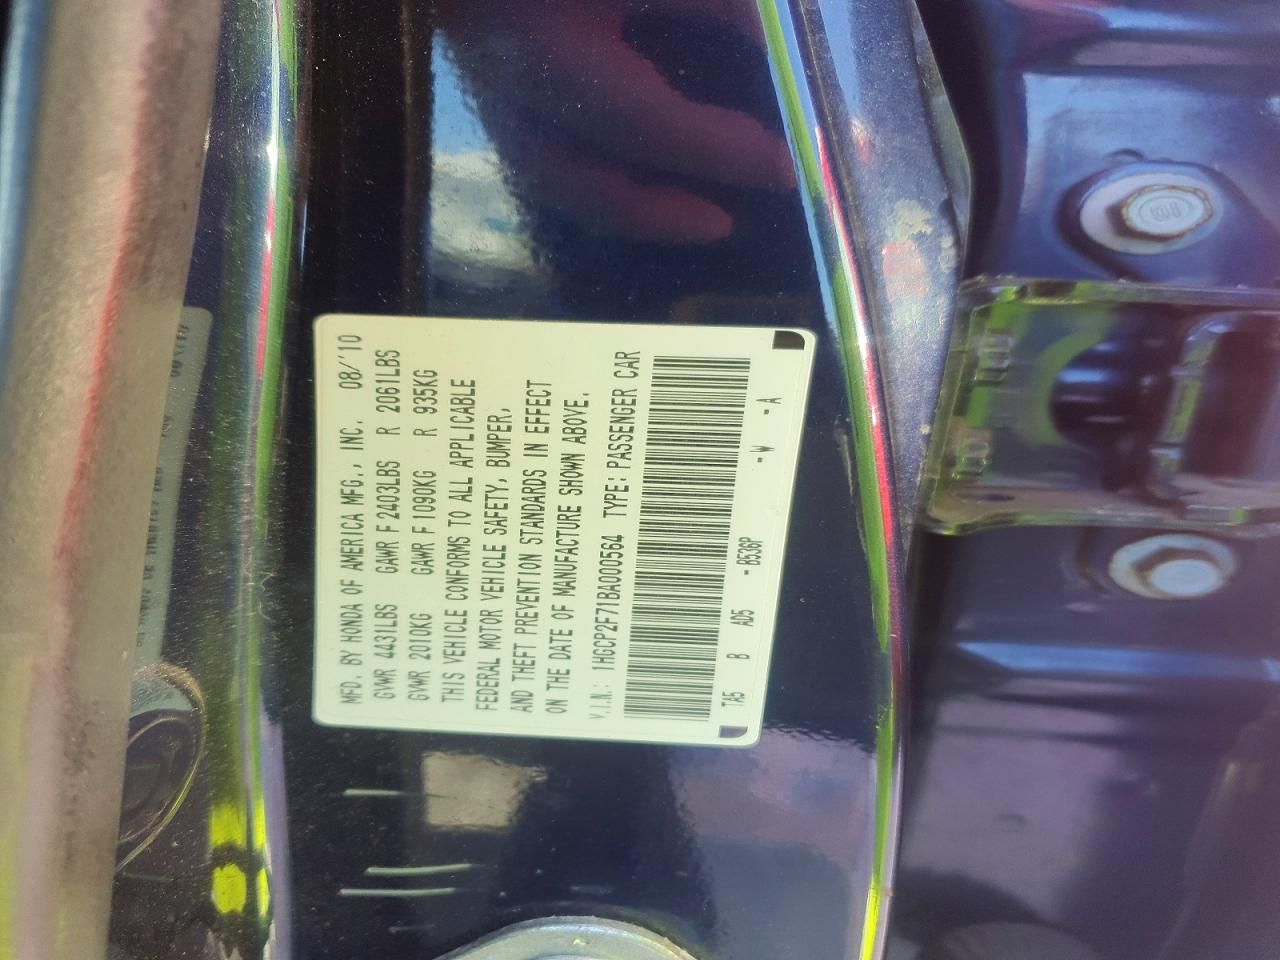 MFD. BY HONDA OF AMERICA MFG., INC. 08/'10
GVWR 4431LBS GAWR F 2403LBS R 2061LBS
GVWR 2010KG GAWR F 1090KG R 935KG
THIS VEHICLE CONFORMS TO ALL APPLICABLE
FEDERAL MOTOR VEHICLE SAFETY, BUMPER,
AND THEFT PREVENTION STANDARDS IN EFFECT
ON THE DATE OF MANUFACTURE SHOWN ABOVE.
V.I.N.: 1HGCP2F71BA000564 TYPE: PASSENGER CAR
TA5 B AD5 - B536P - W - A